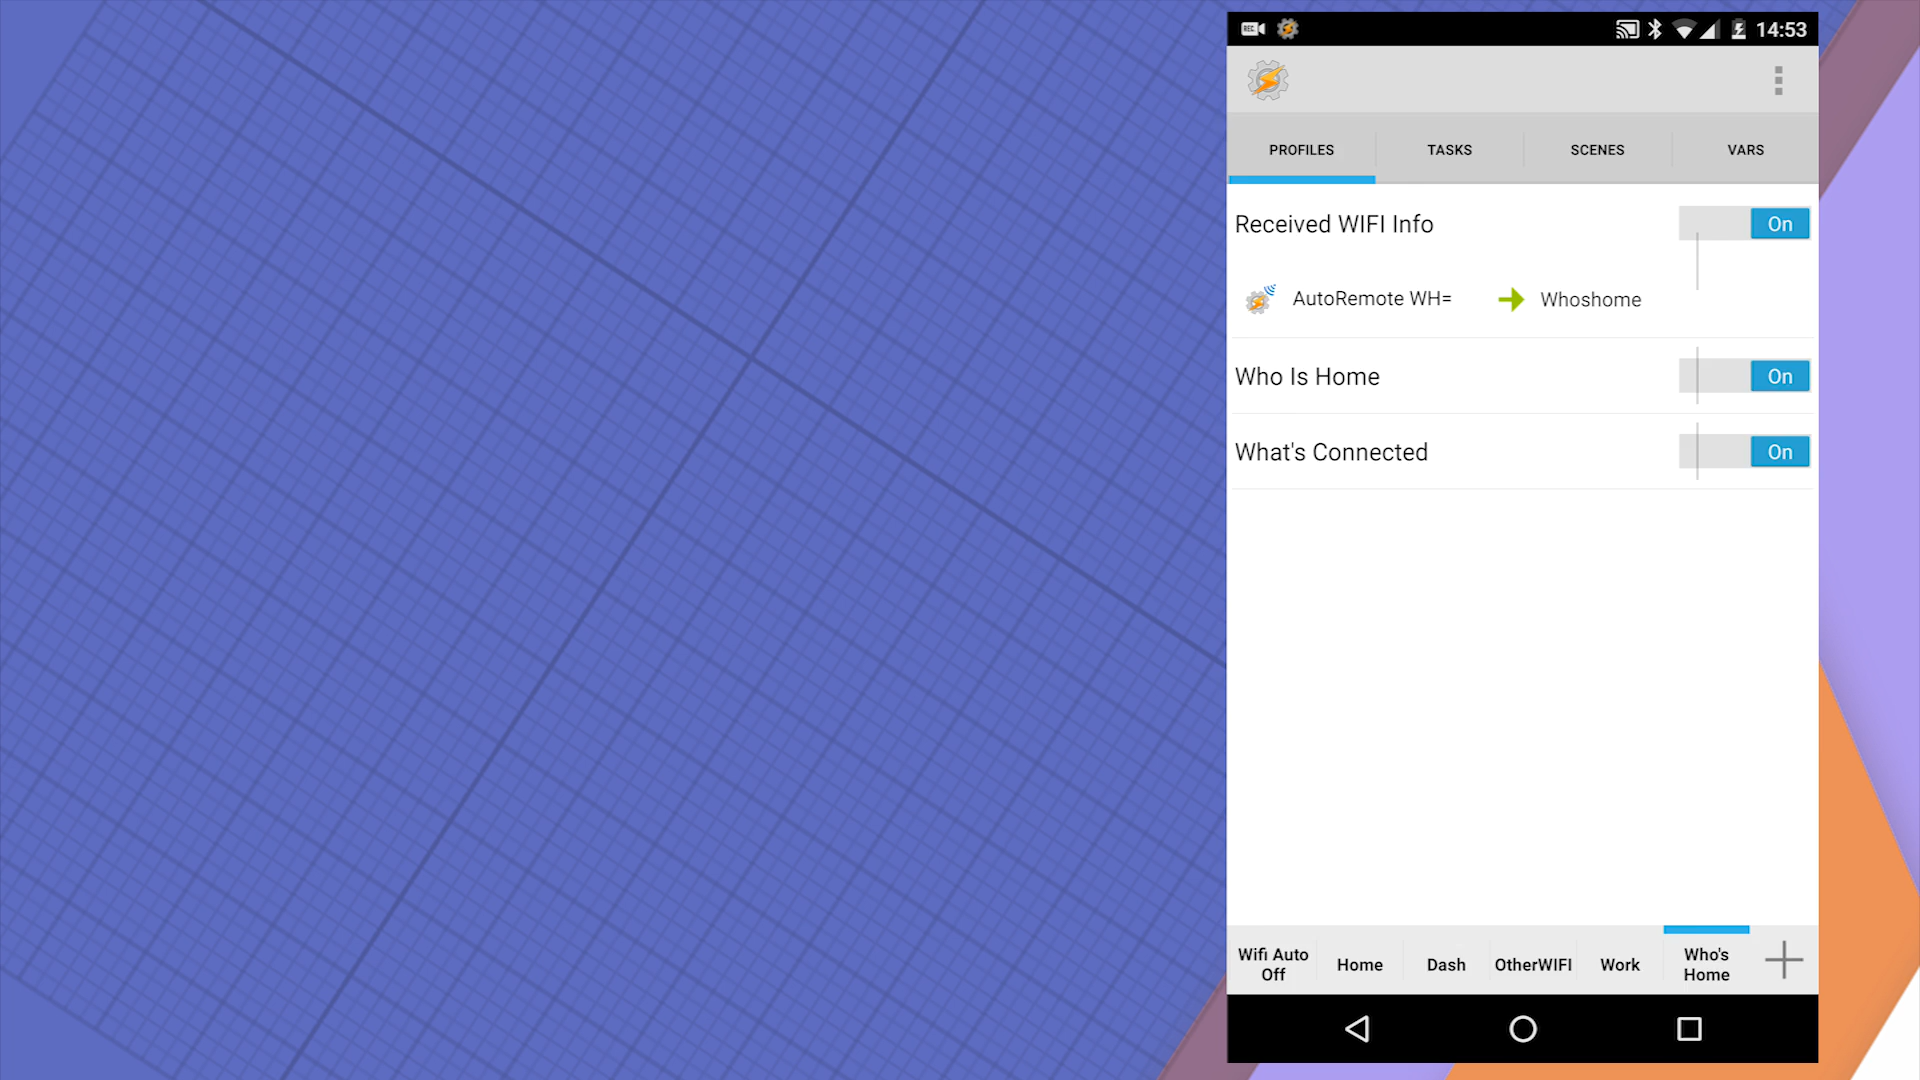 REC
14:53
PROFILES TASKS SCENES VARS
Received WIFI Info On
AutoRemote WH= Whoshome
Who Is Home On
What's Connected On
Wifi Auto Off Home Dash OtherWIFI Work Who's Home